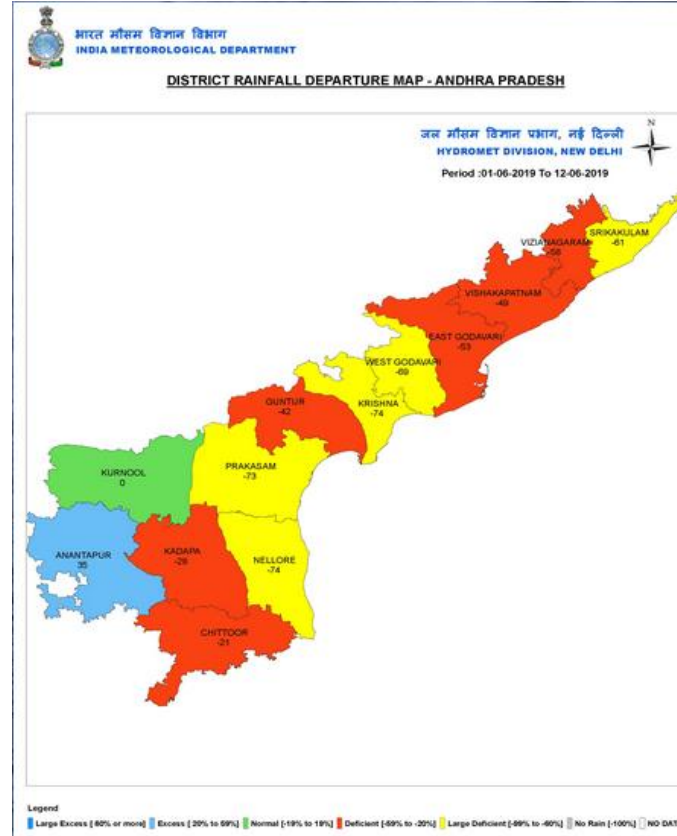 भारत मौसम विज्ञान विभाग
INDIA METEOROLOGICAL DEPARTMENT
DISTRICT RAINFALL DEPARTURE MAP - ANDHRA PRADESH
जल मौसम विज्ञान प्रभाग, नई दिल्ली
HYDROMET DIVISION, NEW DELHI
N
Period :01-06-2019 To 12-06-2019
SRIKAKULAM
-61
VIZIANAGARAM
VISHAKAPATNAM
-49
EAST GODAVARI
-53
WEST GODAVARI
-69
KRISHNA
-74
GUNTUR
-42
PRAKASAM
-73
KURNOOL
0
ANANTAPUR
35
KADAPA
NELLORE
-74
CHITTOOR
-21
Legend
Large Excess [ 60% or more] Excess [ 20% to 59%] Normal [-19% to 19%] Deficient [-59% to -20%] Large Deficient [-99% to -60%] No Rain [-100%] NO DAT